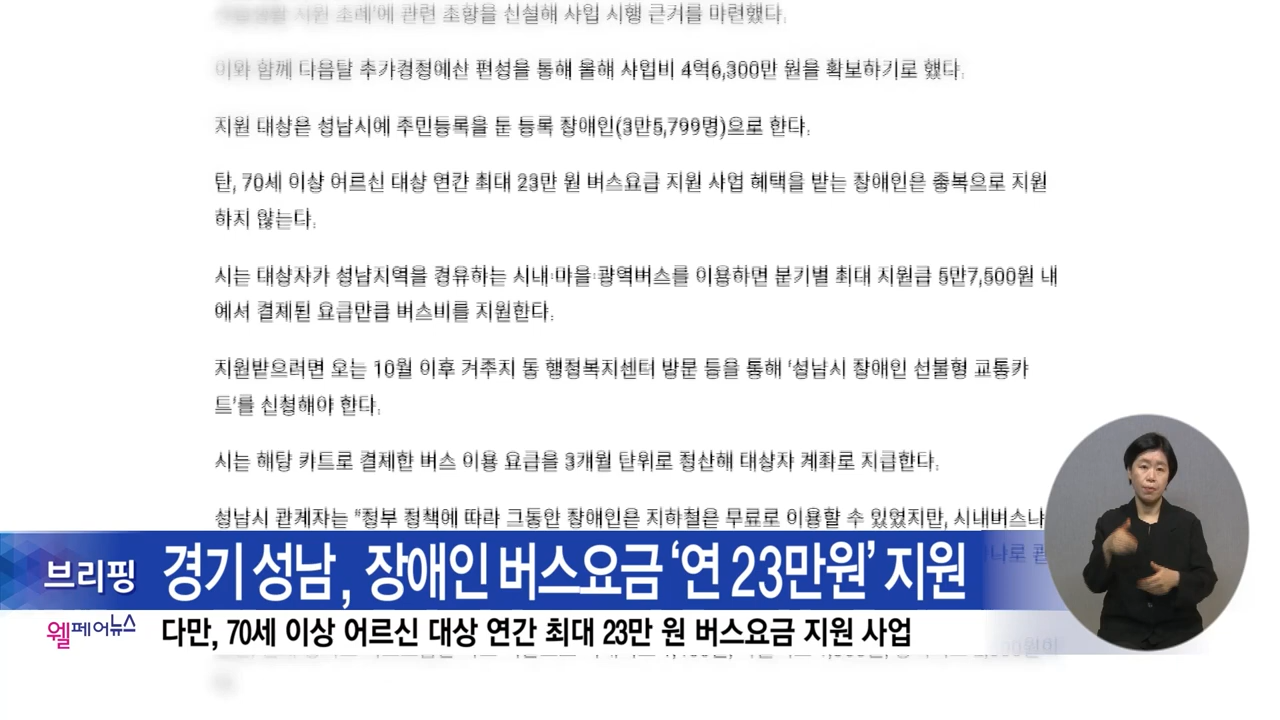 지원 조례'에 관련 조항을 신설해 사업 시행 근거를 마련했다.
이와 함께 다음달 추가경정예산 편성을 통해 올해 사업비 4억6,300만 원을 확보하기로 했다.
지원 대상은 성남시에 주민등록을 둔 등록 장애인(3만5,799명)으로 한다.
단, 70세 이상 어르신 대상 연간 최대 23만 원 버스요금 지원 사업 혜택을 받는 장애인은 중복으로 지원
하지 않는다.
시는 대상자가 성남지역을 경유하는 시내·마을·광역버스를 이용하면 분기별 최대 지원금 5만7,500원 내
에서 결제된 요금만큼 버스비를 지원한다.
지원받으려면 오는 10월 이후 거주지 동 행정복지센터 방문 등을 통해 '성남시 장애인 선불형 교통카
드'를 신청해야 한다.
시는 해당 카드로 결제한 버스 이용 요금을 3개월 단위로 정산해 대상자 계좌로 지급한다.
성남시 관계자는 "정부 정책에 따라 그동안 장애인은 지하철은 무료로 이용할 수 있었지만, 시내버스나
브리핑 경기 성남, 장애인 버스요금 '연 23만원' 지원
웰페어뉴스 다만, 70세 이상 어르신 대상 연간 최대 23만 원 버스요금 지원 사업